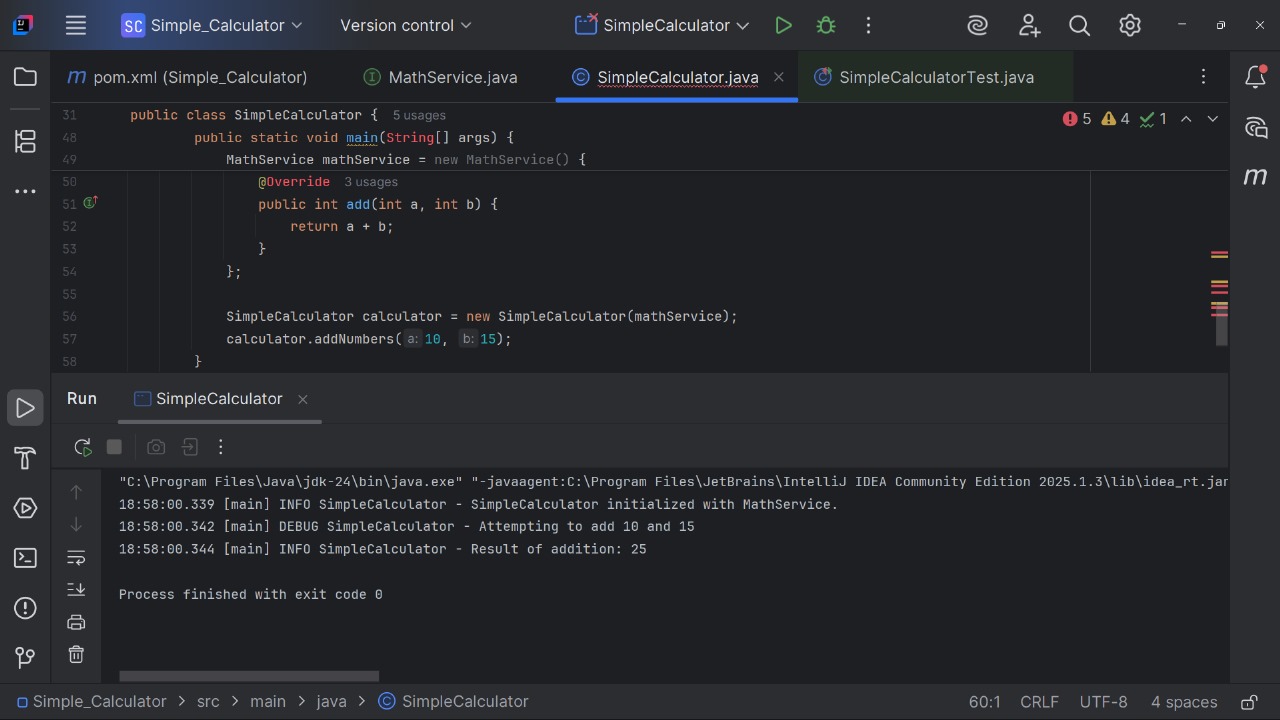 SC Simple_Calculator Version control SimpleCalculator
m pom.xml (Simple_Calculator) MathService.java SimpleCalculator.java SimpleCalculatorTest.java
31 public class SimpleCalculator { 5 usages 5 4 1
48 public static void main(String[] args) {
49 MathService mathService = new MathService() {
50 @Override 3 usages
51 public int add(int a, int b) {
52 return a + b;
53 }
54 };
55
56 SimpleCalculator calculator = new SimpleCalculator(mathService);
57 calculator.addNumbers( a: 10, b: 15);
58 }
Run SimpleCalculator
"C:\Program Files\Java\jdk-24\bin\java.exe" "-javaagent:C:\Program Files\JetBrains\IntelliJ IDEA Community Edition 2025.1.3\lib\idea_rt.jar
18:58:00.339 [main] INFO SimpleCalculator - SimpleCalculator initialized with MathService.
18:58:00.342 [main] DEBUG SimpleCalculator - Attempting to add 10 and 15
18:58:00.344 [main] INFO SimpleCalculator - Result of addition: 25
Process finished with exit code 0
Simple_Calculator > src > main > java > SimpleCalculator 60:1 CRLF UTF-8 4 spaces